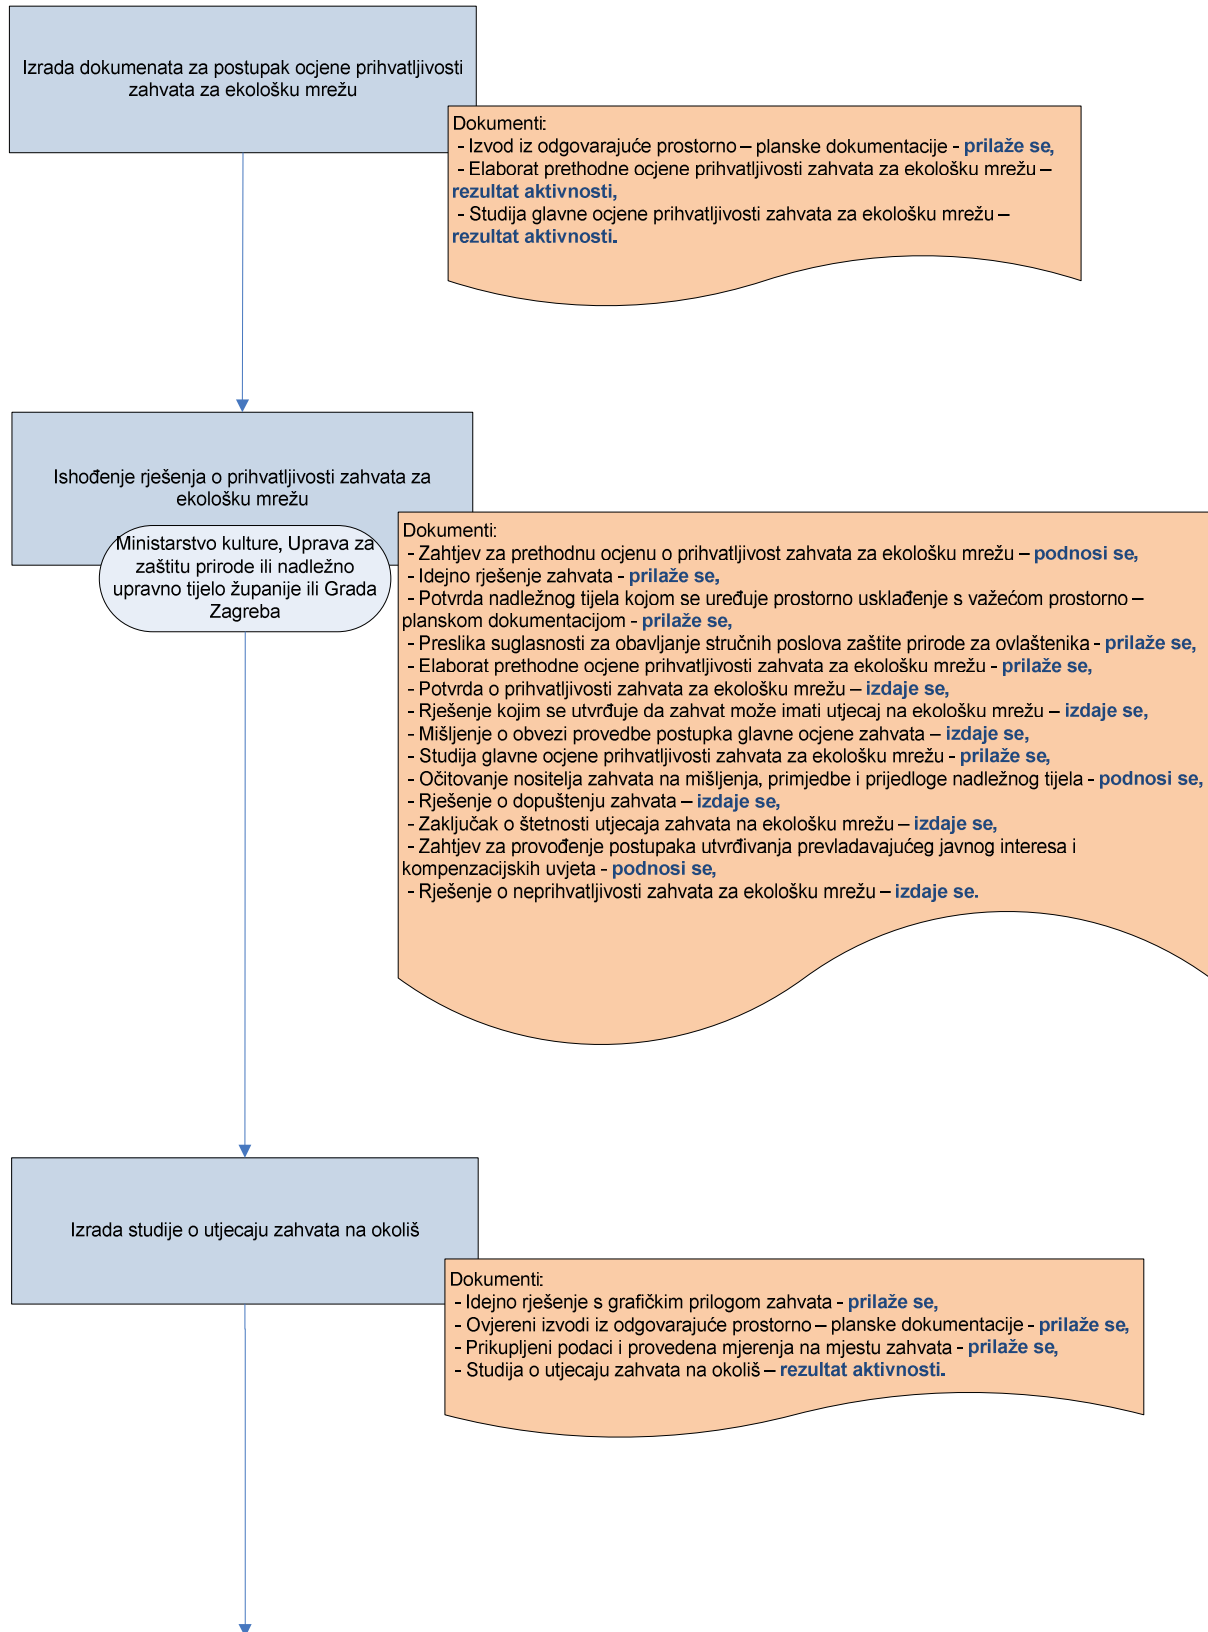 Izrada dokumenata za postupak ocjene prihvatljivosti
zahvata za ekološku mrežu
Dokumenti:
- Izvod iz odgovarajuće prostorno – planske dokumentacije - prilaže se,
- Elaborat prethodne ocjene prihvatljivosti zahvata za ekološku mrežu –
rezultat aktivnosti,
- Studija glavne ocjene prihvatljivosti zahvata za ekološku mrežu –
rezultat aktivnosti.
Ishođenje rješenja o prihvatljivosti zahvata za
ekološku mrežu
Ministarstvo kulture, Uprava za
zaštitu prirode ili nadležno
upravno tijelo županije ili Grada
Zagreba
Dokumenti:
- Zahtjev za prethodnu ocjenu o prihvatljivost zahvata za ekološku mrežu – podnosi se,
- Idejno rješenje zahvata - prilaže se,
- Potvrda nadležnog tijela kojom se uređuje prostorno usklađenje s važećom prostorno –
planskom dokumentacijom - prilaže se,
- Preslika suglasnosti za obavljanje stručnih poslova zaštite prirode za ovlaštenika - prilaže se,
- Elaborat prethodne ocjene prihvatljivosti zahvata za ekološku mrežu - prilaže se,
- Potvrda o prihvatljivosti zahvata za ekološku mrežu – izdaje se,
- Rješenje kojim se utvrđuje da zahvat može imati utjecaj na ekološku mrežu – izdaje se,
- Mišljenje o obvezi provedbe postupka glavne ocjene zahvata – izdaje se,
- Studija glavne ocjene prihvatljivosti zahvata za ekološku mrežu - prilaže se,
- Očitovanje nositelja zahvata na mišljenja, primjedbe i prijedloge nadležnog tijela - podnosi se,
- Rješenje o dopuštenju zahvata – izdaje se,
- Zaključak o štetnosti utjecaja zahvata na ekološku mrežu – izdaje se,
- Zahtjev za provođenje postupaka utvrđivanja prevladavajućeg javnog interesa i
kompenzacijskih uvjeta - podnosi se,
- Rješenje o neprihvatljivosti zahvata za ekološku mrežu – izdaje se.
Izrada studije o utjecaju zahvata na okoliš
Dokumenti:
- Idejno rješenje s grafičkim prilogom zahvata - prilaže se,
- Ovjereni izvodi iz odgovarajuće prostorno – planske dokumentacije - prilaže se,
- Prikupljeni podaci i provedena mjerenja na mjestu zahvata - prilaže se,
- Studija o utjecaju zahvata na okoliš – rezultat aktivnosti.